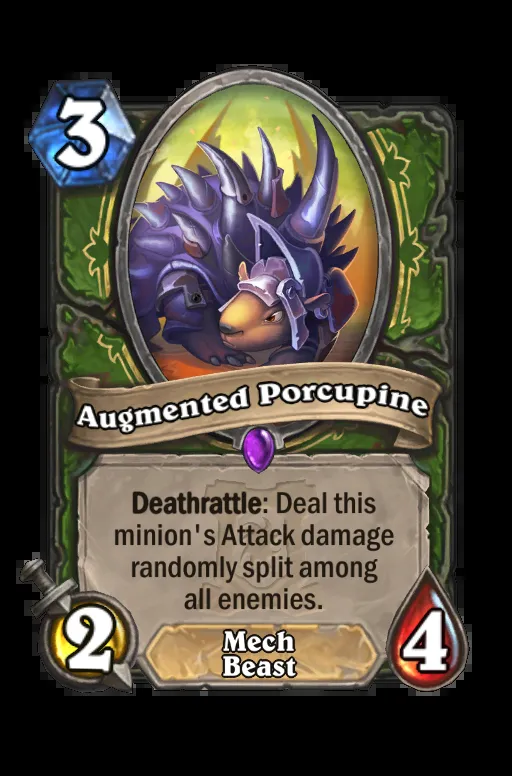 3
Augmented Porcupine
Deathrattle: Deal this
minion's Attack damage
randomly split among
all enemies.
2
Mech
Beast
4